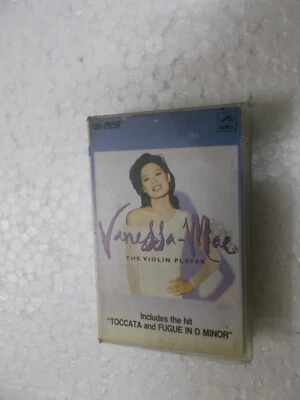 Vanessa-Mae
THE VIOLIN PLAYER
Includes the hit
"TOCCATA and FUGUE IN D MINOR"